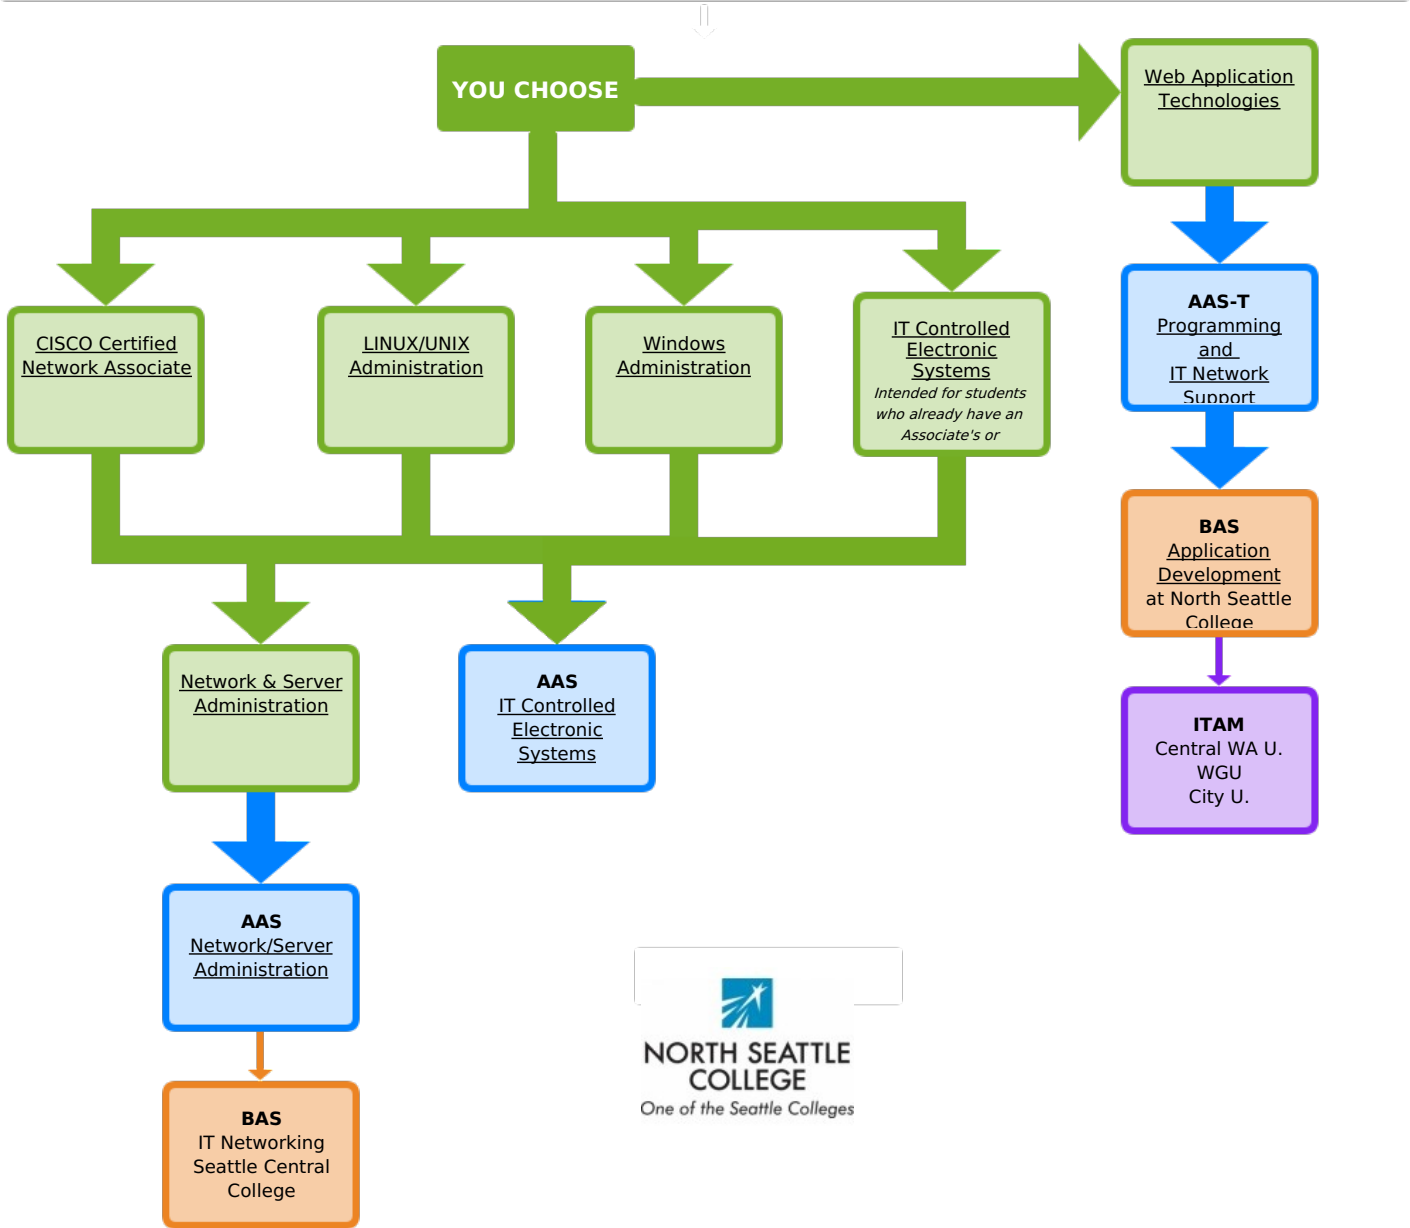 YOU CHOOSE
Web Application
Technologies
CISCO Certified
Network Associate
LINUX/UNIX
Administration
Windows
Administration
IT Controlled
Electronic
Systems
Intended for students
who already have an
Associate's or
AAS-T
Programming
and
IT Network
Support
BAS
Application
Development
at North Seattle
College
Network & Server
Administration
AAS
IT Controlled
Electronic
Systems
ITAM
Central WA U.
WGU
City U.
AAS
Network/Server
Administration
BAS
IT Networking
Seattle Central
College
NORTH SEATTLE
COLLEGE
One of the Seattle Colleges